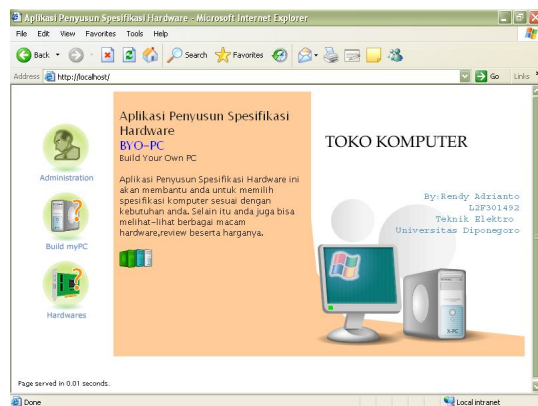 Aplikasi Penyusun Spesifikasi Hardware - Microsoft Internet Explorer
File Edit View Favorites Tools Help
Back Search Favorites
Address http://localhost/ Go Links
Administration
Build myPC
Hardwares
Aplikasi Penyusun Spesifikasi
Hardware
BYO-PC
Build Your Own PC
Aplikasi Penyusun Spesifikasi Hardware ini
akan membantu anda untuk memilih
spesifikasi komputer sesuai dengan
kebutuhan anda. Selain itu anda juga bisa
melihat-lihat berbagai macam
hardware,review beserta harganya.
TOKO KOMPUTER
By:Rendy Adrianto
L2F301492
Teknik Elektro
Universitas Diponegoro
X-PC
Page served in 0.01 seconds.
Done Local intranet